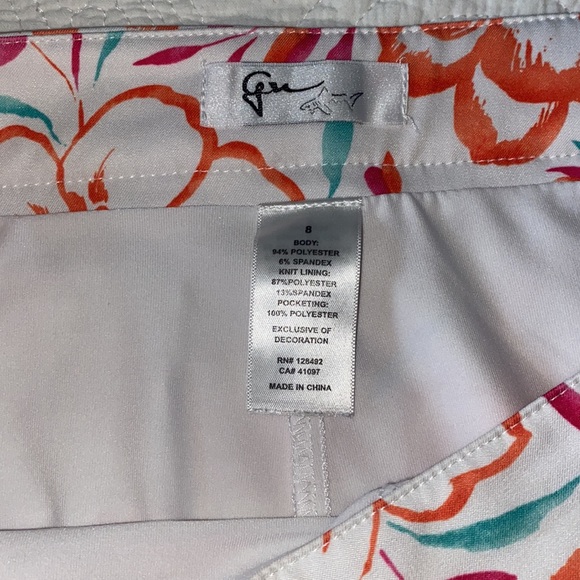 8
BODY:
94% POLYESTER
6% SPANDEX
KNIT LINING:
87%POLYESTER
13%SPANDEX
POCKETING:
100% POLYESTER
EXCLUSIVE OF
DECORATION
RN# 128492
CA# 41097
MADE IN CHINA